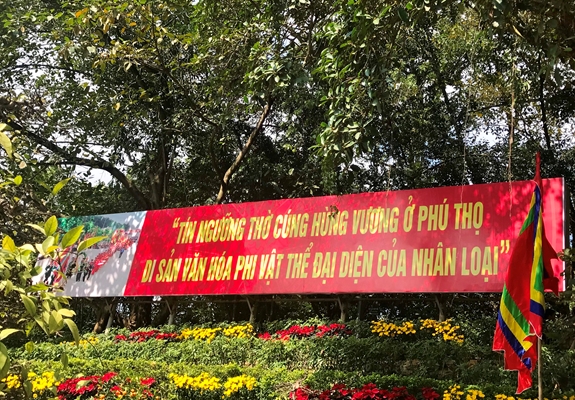 "TÍN NGƯỠNG THỜ CÚNG HÙNG VƯƠNG Ở PHÚ THỌ
DI SẢN VĂN HÓA PHI VẬT THỂ ĐẠI DIỆN CỦA NHÂN LOẠI"